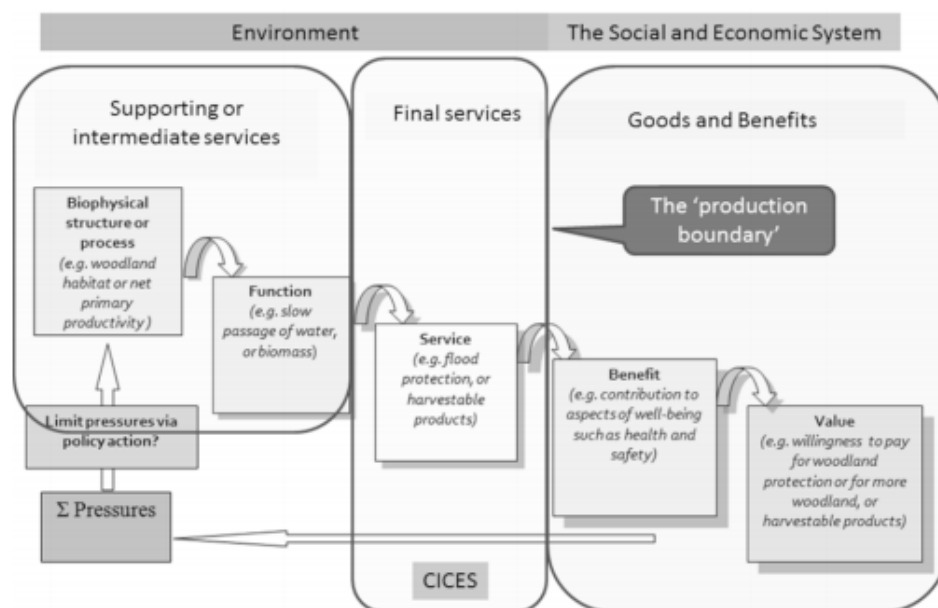 Environment
The Social and Economic System
Supporting or
intermediate services
Final services
Goods and Benefits
Biophysical
structure or
process
(e.g. woodland
habitat or net
primary
productivity )
The ‘production
boundary’
Function
(e.g. slow
passage of water,
or biomass)
Service
(e.g. flood
protection, or
harvestable
products)
Benefit
(e.g. contribution to
aspects of well-being
such as health and
safety)
Value
(e.g. willingness to pay
for woodland
protection or for more
woodland, or
harvestable products)
Limit pressures via
policy action?
Σ Pressures
CICES